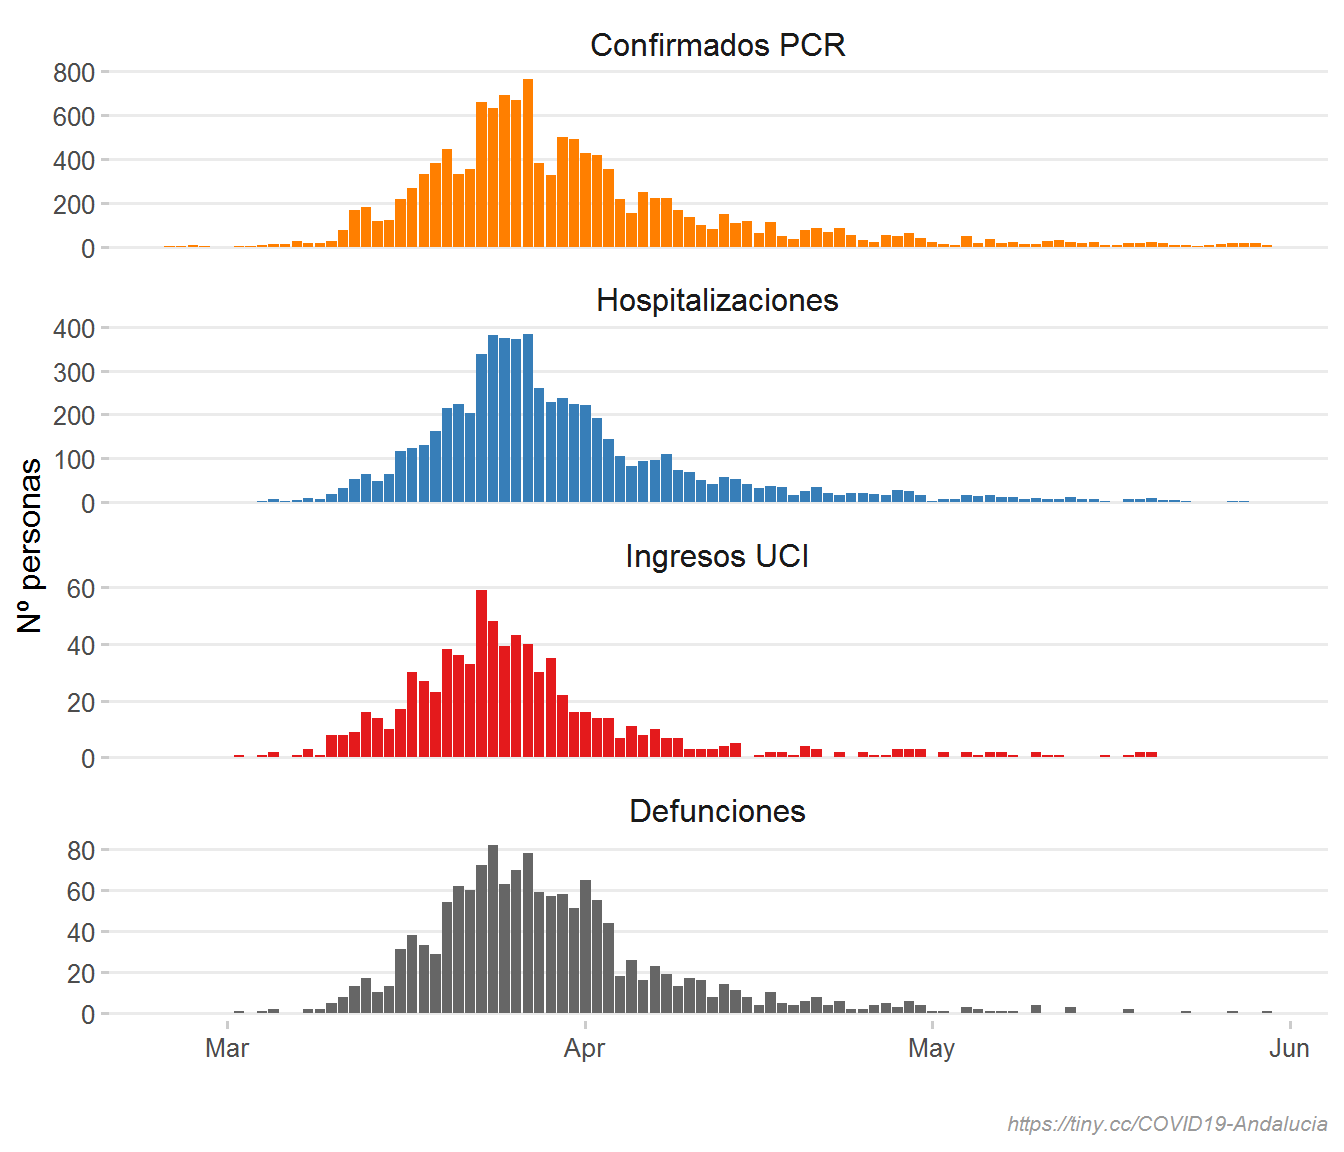 Confirmados PCR
800
600
400
200
0
Hospitalizaciones
400
300
200
100
0
Nº personas
Ingresos UCI
60
40
20
0
Defunciones
80
60
40
20
0
Mar Apr May Jun
https://tiny.cc/COVID19-Andalucia